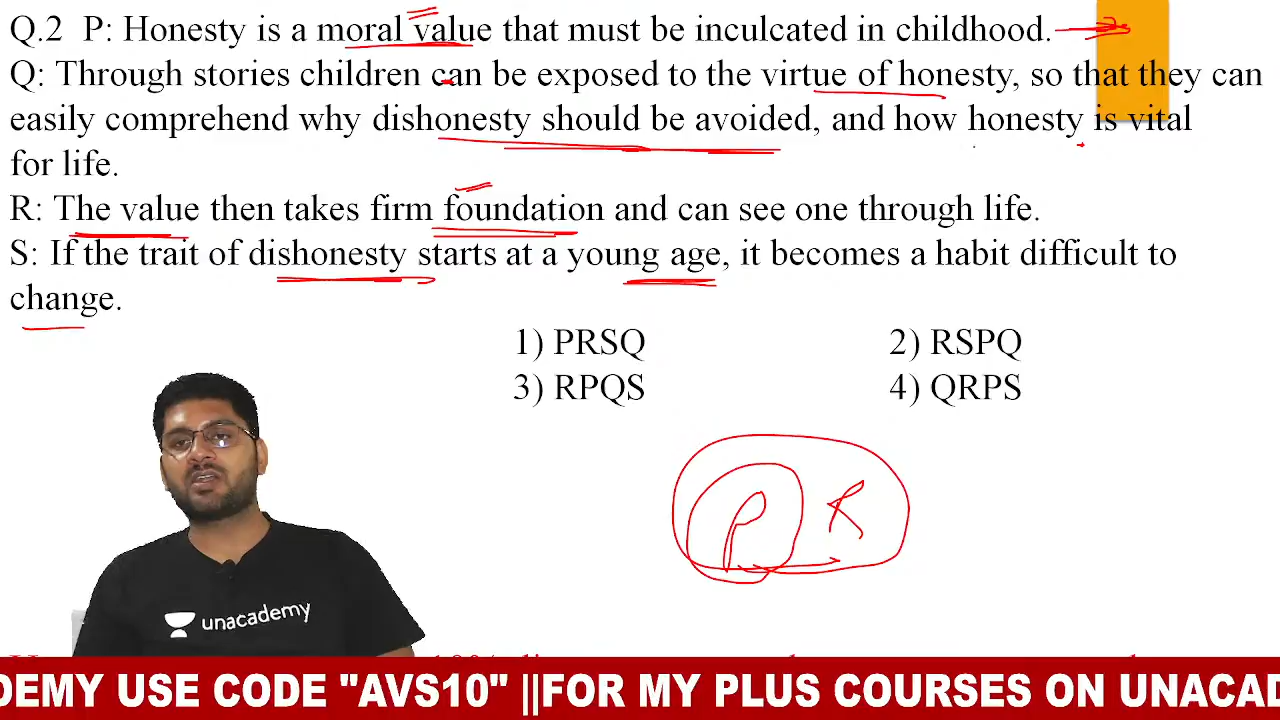 Q.2 P: Honesty is a moral value that must be inculcated in childhood.
Q: Through stories children can be exposed to the virtue of honesty, so that they can
easily comprehend why dishonesty should be avoided, and how honesty is vital
for life.
R: The value then takes firm foundation and can see one through life.
S: If the trait of dishonesty starts at a young age, it becomes a habit difficult to
change.
1) PRSQ 2) RSPQ
3) RPQS 4) QRPS
P R
unacademy
DEMY USE CODE "AVS10" ||FOR MY PLUS COURSES ON UNACAD